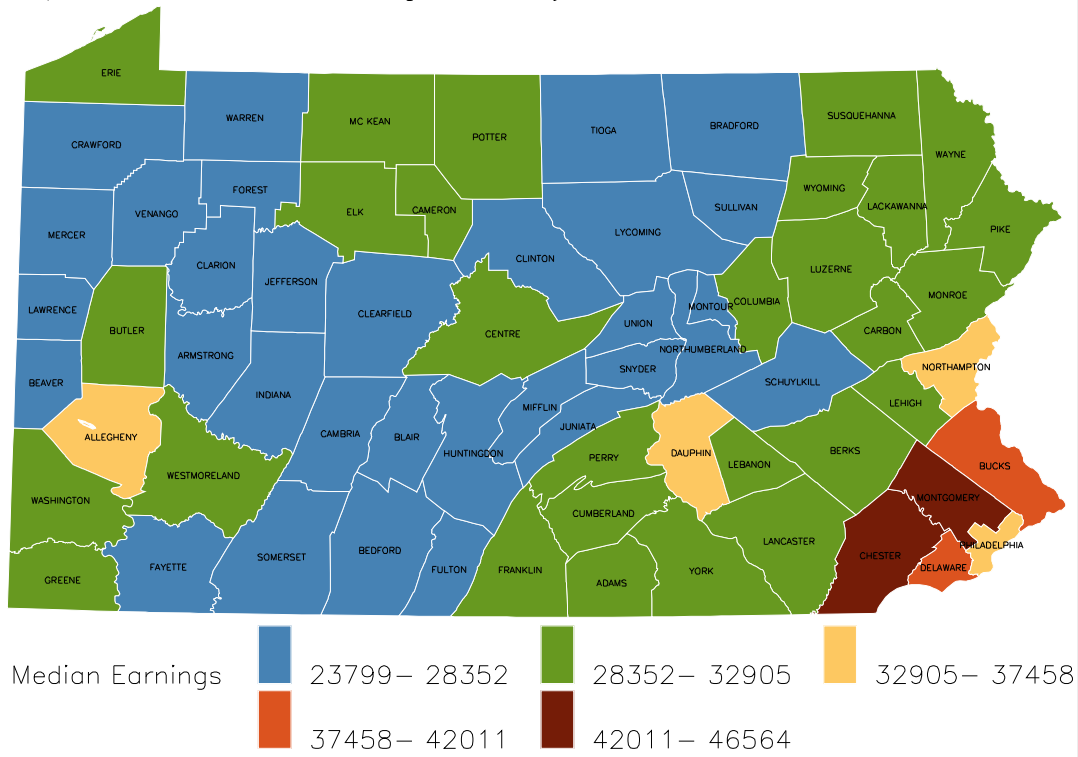 ERIE
WARREN
MC KEAN
POTTER
TIOGA
BRADFORD
SUSQUEHANNA
WAYNE
CRAWFORD
FOREST
VENANGO
ELK
CAMERON
SULLIVAN
WYOMING
LACKAWANNA
PIKE
MERCER
LYCOMING
CLARION
CLINTON
LUZERNE
JEFFERSON
MONROE
LAWRENCE
CLEARFIELD
MONTOUR
COLUMBIA
BUTLER
CENTRE
UNION
CARBON
ARMSTRONG
NORTHUMBERLAND
NORTHAMPTON
BEAVER
SNYDER
SCHUYLKILL
INDIANA
MIFFLIN
LEHIGH
ALLEGHENY
CAMBRIA
BLAIR
JUNIATA
HUNTINGDON
PERRY
DAUPHIN
LEBANON
BERKS
BUCKS
WESTMORELAND
WASHINGTON
CUMBERLAND
MONTGOMERY
LANCASTER
PHILADELPHIA
SOMERSET
BEDFORD
CHESTER
FAYETTE
FULTON
FRANKLIN
YORK
DELAWARE
GREENE
ADAMS
Median Earnings
23799- 28352
28352- 32905
32905- 37458
37458- 42011
42011- 46564